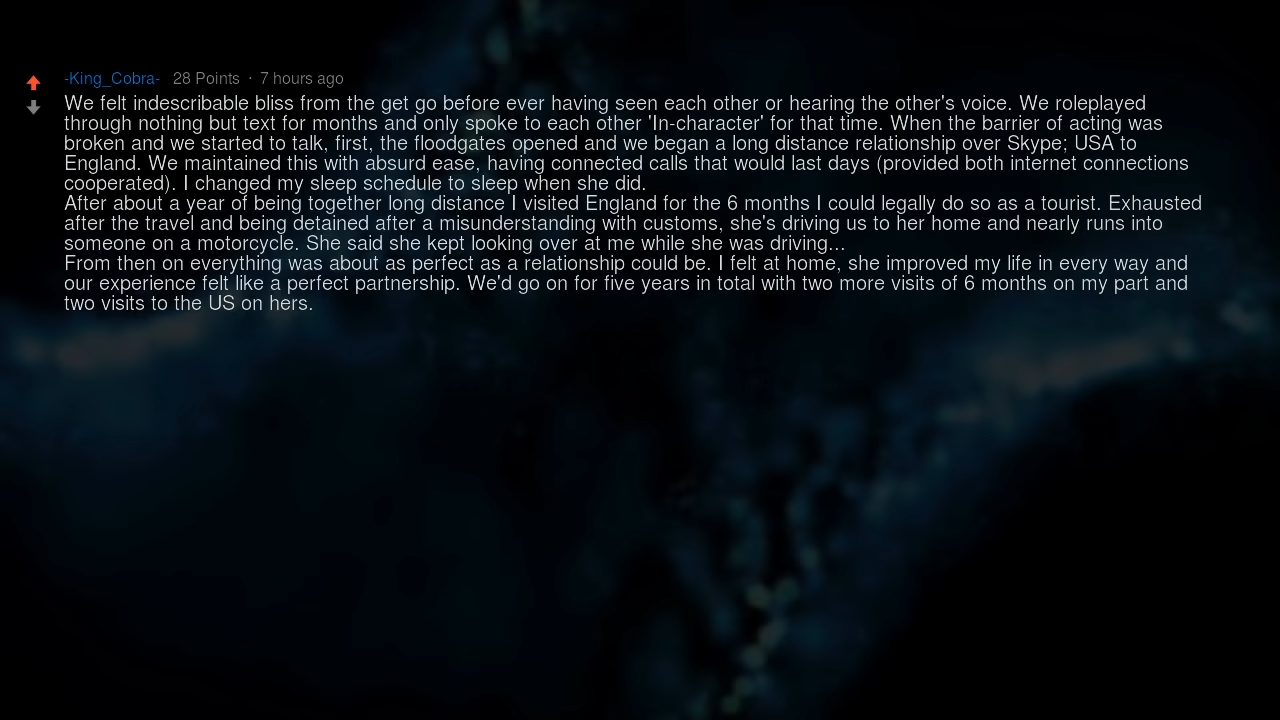 -King_Cobra- 28 Points · 7 hours ago
We felt indescribable bliss from the get go before ever having seen each other or hearing the other's voice. We roleplayed
through nothing but text for months and only spoke to each other 'In-character' for that time. When the barrier of acting was
broken and we started to talk, first, the floodgates opened and we began a long distance relationship over Skype; USA to
England. We maintained this with absurd ease, having connected calls that would last days (provided both internet connections
cooperated). I changed my sleep schedule to sleep when she did.
After about a year of being together long distance I visited England for the 6 months I could legally do so as a tourist. Exhausted
after the travel and being detained after a misunderstanding with customs, she's driving us to her home and nearly runs into
someone on a motorcycle. She said she kept looking over at me while she was driving...
From then on everything was about as perfect as a relationship could be. I felt at home, she improved my life in every way and
our experience felt like a perfect partnership. We'd go on for five years in total with two more visits of 6 months on my part and
two visits to the US on hers.